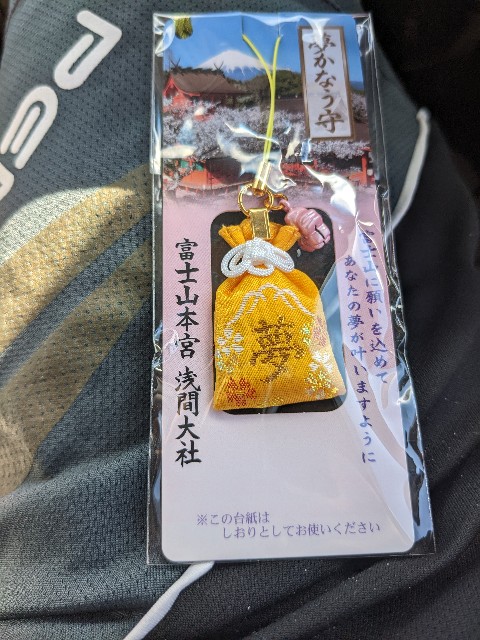 夢かなう守
富士山に願いを込めて
あなたの夢が叶いますように
富士山本宮 浅間大社
夢
※この台紙は
しおりとしてお使いください